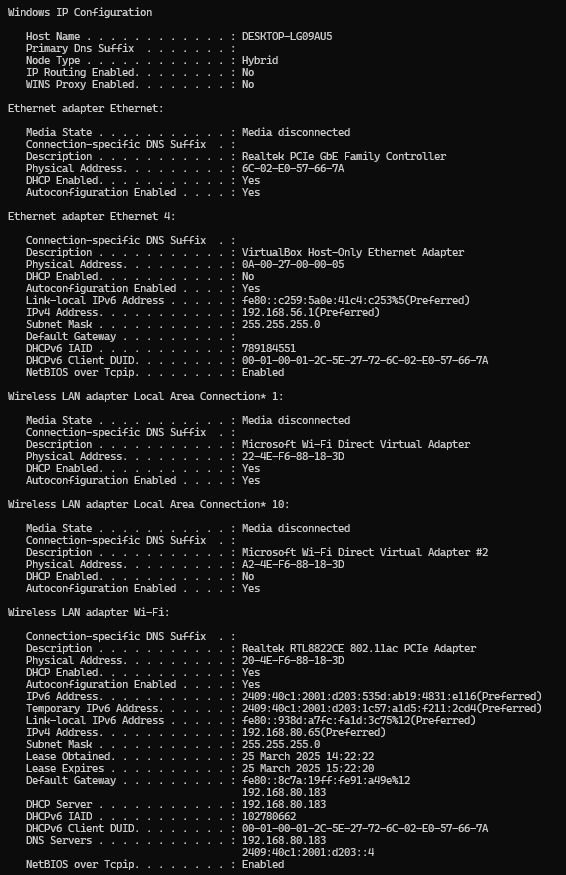 Windows IP Configuration
Host Name . . . . . . . . . . . . : DESKTOP-LG09AU5
Primary Dns Suffix  . . . . . . . :
Node Type . . . . . . . . . . . . : Hybrid
IP Routing Enabled. . . . . . . . : No
WINS Proxy Enabled. . . . . . . . : No
Ethernet adapter Ethernet:
Media State . . . . . . . . . . . : Media disconnected
Connection-specific DNS Suffix  . :
Description . . . . . . . . . . . : Realtek PCIe GbE Family Controller
Physical Address. . . . . . . . . : 6C-02-E0-57-66-7A
DHCP Enabled. . . . . . . . . . . : Yes
Autoconfiguration Enabled . . . . : Yes
Ethernet adapter Ethernet 4:
Connection-specific DNS Suffix  . :
Description . . . . . . . . . . . : VirtualBox Host-Only Ethernet Adapter
Physical Address. . . . . . . . . : 0A-00-27-00-00-05
DHCP Enabled. . . . . . . . . . . : No
Autoconfiguration Enabled . . . . : Yes
Link-local IPv6 Address . . . . . : fe80::c259:5a0e:41c4:c253%5(Preferred)
IPv4 Address. . . . . . . . . . . : 192.168.56.1(Preferred)
Subnet Mask . . . . . . . . . . . : 255.255.255.0
Default Gateway . . . . . . . . . :
DHCPv6 IAID . . . . . . . . . . . : 789184551
DHCPv6 Client DUID. . . . . . . . : 00-01-00-01-2C-5E-27-72-6C-02-E0-57-66-7A
NetBIOS over Tcpip. . . . . . . . : Enabled
Wireless LAN adapter Local Area Connection* 1:
Media State . . . . . . . . . . . : Media disconnected
Connection-specific DNS Suffix  . :
Description . . . . . . . . . . . : Microsoft Wi-Fi Direct Virtual Adapter
Physical Address. . . . . . . . . : 22-4E-F6-88-18-3D
DHCP Enabled. . . . . . . . . . . : Yes
Autoconfiguration Enabled . . . . : Yes
Wireless LAN adapter Local Area Connection* 10:
Media State . . . . . . . . . . . : Media disconnected
Connection-specific DNS Suffix  . :
Description . . . . . . . . . . . : Microsoft Wi-Fi Direct Virtual Adapter #2
Physical Address. . . . . . . . . : A2-4E-F6-88-18-3D
DHCP Enabled. . . . . . . . . . . : No
Autoconfiguration Enabled . . . . : Yes
Wireless LAN adapter Wi-Fi:
Connection-specific DNS Suffix  . :
Description . . . . . . . . . . . : Realtek RTL8822CE 802.11ac PCIe Adapter
Physical Address. . . . . . . . . : 20-4E-F6-88-18-3D
DHCP Enabled. . . . . . . . . . . : Yes
Autoconfiguration Enabled . . . . : Yes
IPv6 Address. . . . . . . . . . . : 2409:40c1:2001:d203:535d:ab19:4831:e116(Preferred)
Temporary IPv6 Address. . . . . . : 2409:40c1:2001:d203:1c57:a1d5:f211:2cd4(Preferred)
Link-local IPv6 Address . . . . . : fe80::938d:a7fc:fa1d:3c75%12(Preferred)
IPv4 Address. . . . . . . . . . . : 192.168.80.65(Preferred)
Subnet Mask . . . . . . . . . . . : 255.255.255.0
Lease Obtained. . . . . . . . . . : 25 March 2025 14:22:22
Lease Expires . . . . . . . . . . : 25 March 2025 15:22:20
Default Gateway . . . . . . . . . : fe80::8c7a:19ff:fe91:a49e%12
192.168.80.183
DHCP Server . . . . . . . . . . . : 192.168.80.183
DHCPv6 IAID . . . . . . . . . . . : 102780662
DHCPv6 Client DUID. . . . . . . . : 00-01-00-01-2C-5E-27-72-6C-02-E0-57-66-7A
DNS Servers . . . . . . . . . . . : 192.168.80.183
2409:40c1:2001:d203::4
NetBIOS over Tcpip. . . . . . . . : Enabled